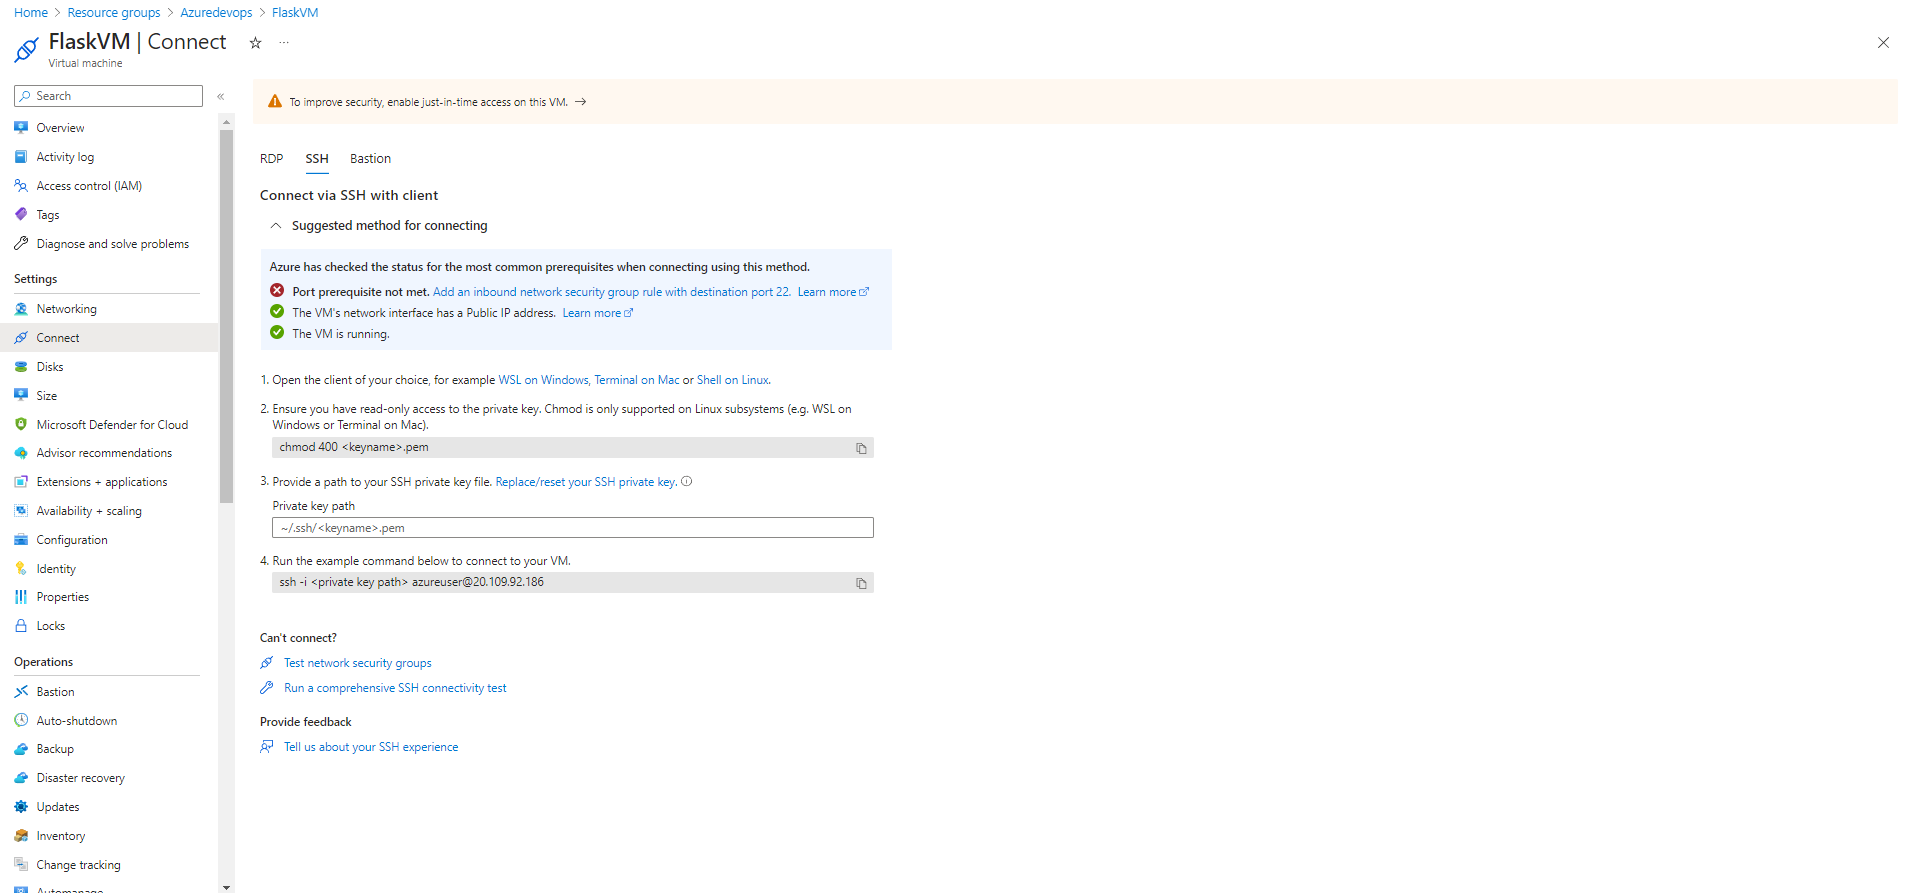 Home > Resource groups > Azuredevops > FlaskVM
FlaskVM | Connect
Virtual machine
Search
Overview
Activity log
Access control (IAM)
Tags
Diagnose and solve problems
Settings
Networking
Connect
Disks
Size
Microsoft Defender for Cloud
Advisor recommendations
Extensions + applications
Availability + scaling
Configuration
Identity
Properties
Locks
Operations
Bastion
Auto-shutdown
Backup
Disaster recovery
Updates
Inventory
Change tracking
Automanage
To improve security, enable just-in-time access on this VM. →
RDP SSH Bastion
Connect via SSH with client
Suggested method for connecting
Azure has checked the status for the most common prerequisites when connecting using this method.
Port prerequisite not met. Add an inbound network security group rule with destination port 22. Learn more
The VM's network interface has a Public IP address. Learn more
The VM is running.
1. Open the client of your choice, for example WSL on Windows, Terminal on Mac or Shell on Linux.
2. Ensure you have read-only access to the private key. Chmod is only supported on Linux subsystems (e.g. WSL on
Windows or Terminal on Mac).
chmod 400 <keyname>.pem
3. Provide a path to your SSH private key file. Replace/reset your SSH private key.
Private key path
~/.ssh/<keyname>.pem
4. Run the example command below to connect to your VM.
ssh -i <private key path> azureuser@20.109.92.186
Can't connect?
Test network security groups
Run a comprehensive SSH connectivity test
Provide feedback
Tell us about your SSH experience